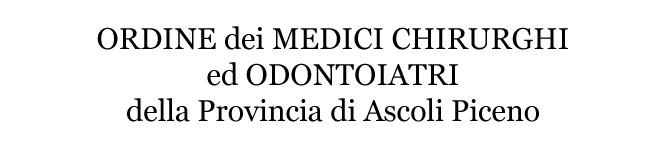 ORDINE dei MEDICI CHIRURGHI
ed ODONTOIATRI
della Provincia di Ascoli Piceno